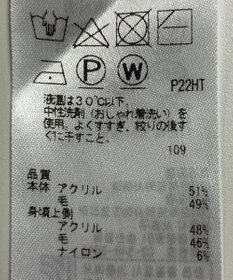 P
W
P22HT
液温は30℃以下、
中性洗剤(おしゃれ着洗い)を
使用。よくすすぎ、絞りの後す
ぐに干すこと。
109
品質
本体 アクリル 51%
毛 49%
身頃上側
アクリル 48%
毛 46%
ナイロン 6%